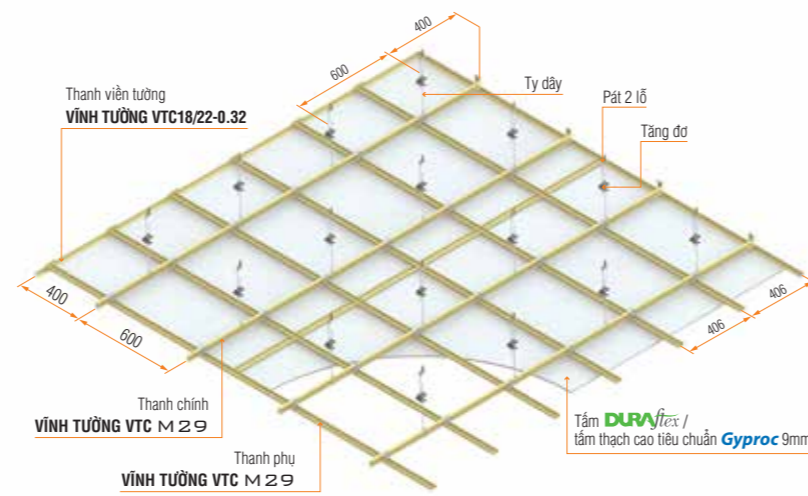 400
600
Thanh viền tường
VĨNH TƯỜNG VTC18/22-0.32
Ty dây
Pát 2 lỗ
Tăng đơ
400
600
406
406
Thanh chính
VĨNH TƯỜNG VTC M29
Thanh phụ
VĨNH TƯỜNG VTC M29
Tấm DURAflex /
tấm thạch cao tiêu chuẩn Gyproc 9mm